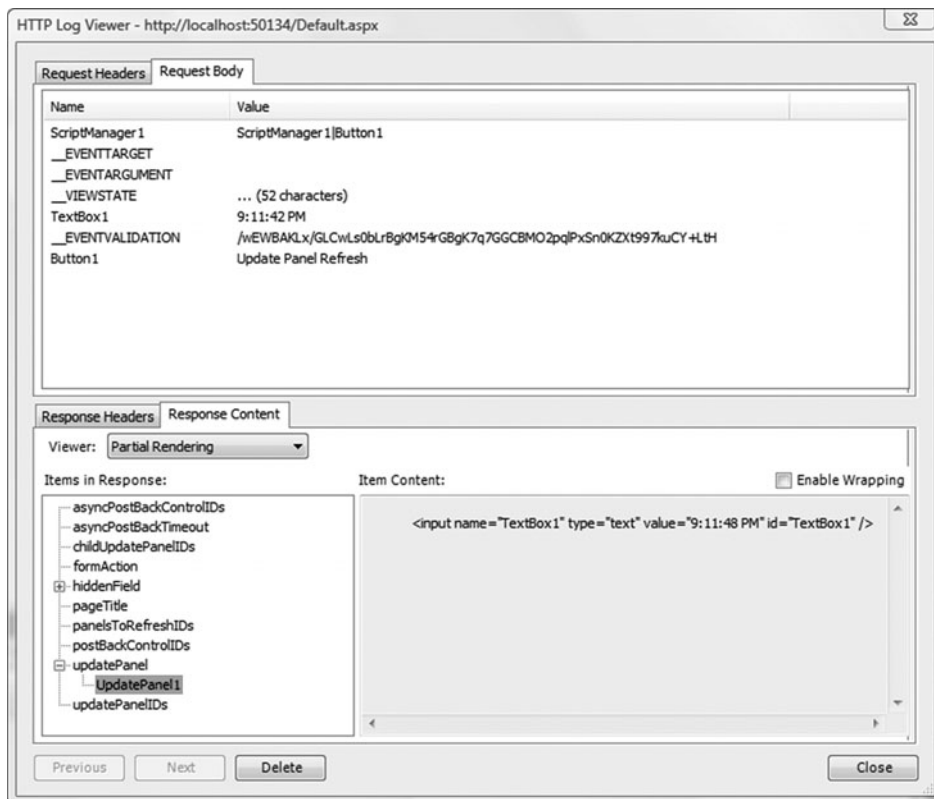 HTTP Log Viewer - http://localhost:50134/Default.aspx
Request Headers Request Body
Name Value
ScriptManager1 ScriptManager1|Button1
__EVENTTARGET
__EVENTARGUMENT
__VIEWSTATE ... (52 characters)
TextBox1 9:11:42 PM
__EVENTVALIDATION /wEWBAKLx/GLCwLs0bLrBgKM54rGBgK7q7GGCBMO2pqlPxSn0KZXt997kuCY+LtH
Button1 Update Panel Refresh
Response Headers Response Content
Viewer: Partial Rendering
Items in Response: Item Content: Enable Wrapping
asyncPostBackControlIDs
<input name="TextBox1" type="text" value="9:11:48 PM" id="TextBox1" />
asyncPostBackTimeout
childUpdatePanelIDs
formAction
hiddenField
pageTitle
panelsToRefreshIDs
postBackControlIDs
updatePanel
UpdatePanel1
updatePanelIDs
Previous Next Delete Close